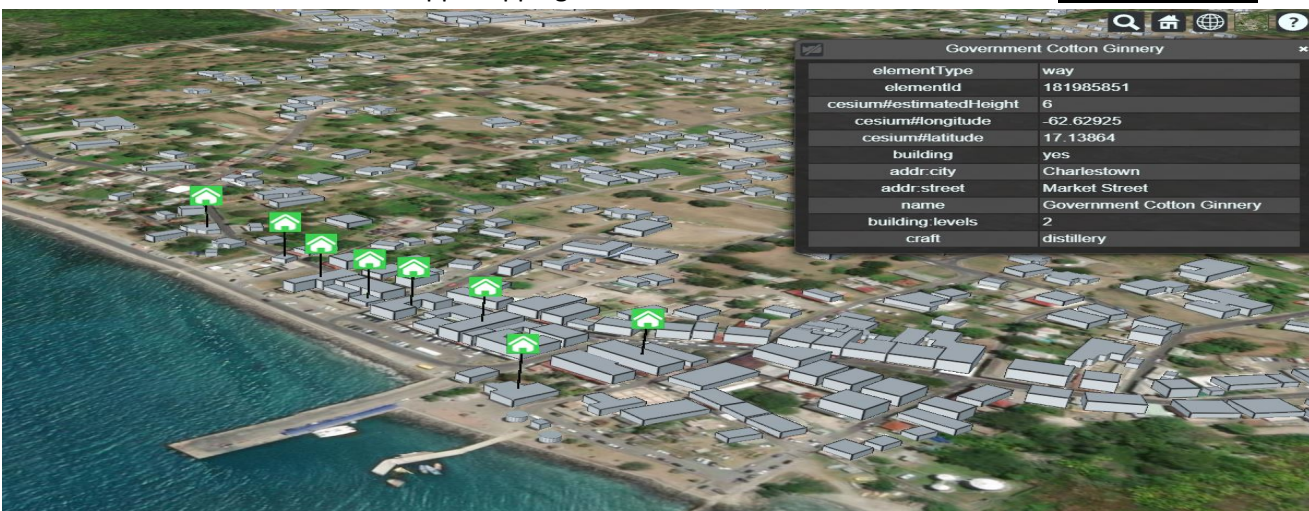 Government Cotton Ginnery ×
elementType way
elementId 181985851
cesium#estimatedHeight 6
cesium#longitude -62.62925
cesium#latitude 17.13864
building yes
addr:city Charlestown
addr:street Market Street
name Government Cotton Ginnery
building:levels 2
craft distillery
?